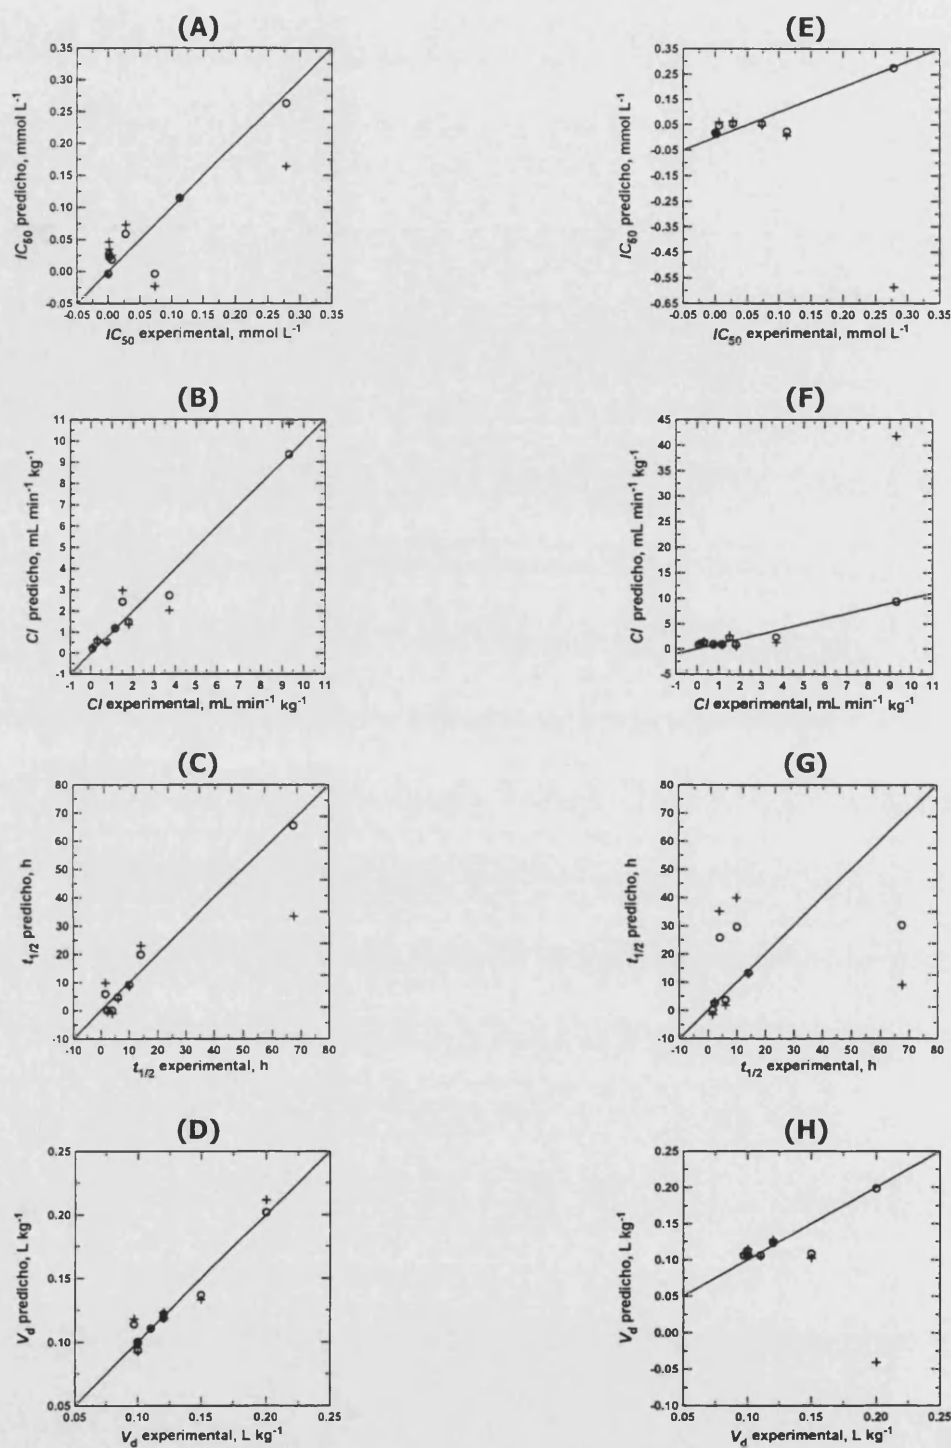 (A)
0.35
0.30
0.25
0.20
0.15
0.10
0.05
0.00
-0.05
IC50 predicho, mmol L-1
-0.05 0.00 0.05 0.10 0.15 0.20 0.25 0.30 0.35
IC50 experimental, mmol L-1
(E)
0.35
0.25
0.15
0.05
-0.05
-0.15
-0.25
-0.35
-0.45
-0.55
-0.65
IC50 predicho, mmol L-1
-0.05 0.00 0.05 0.10 0.15 0.20 0.25 0.30 0.35
IC50 experimental, mmol L-1
(B)
11
10
9
8
7
6
5
4
3
2
1
0
-1
Cl predicho, mL min-1 kg-1
-1 0 1 2 3 4 5 6 7 8 9 10 11
Cl experimental, mL min-1 kg-1
(F)
45
40
35
30
25
20
15
10
5
0
-5
Cl predicho, mL min-1 kg-1
-1 0 1 2 3 4 5 6 7 8 9 10 11
Cl experimental, mL min-1 kg-1
(C)
80
70
60
50
40
30
20
10
0
-10
t1/2 predicho, h
-10 0 10 20 30 40 50 60 70 80
t1/2 experimental, h
(G)
80
70
60
50
40
30
20
10
0
-10
t1/2 predicho, h
-10 0 10 20 30 40 50 60 70 80
t1/2 experimental, h
(D)
0.25
0.20
0.15
0.10
0.05
Vd predicho, L kg-1
0.05 0.10 0.15 0.20 0.25
Vd experimental, L kg-1
(H)
0.25
0.20
0.15
0.10
0.05
0.00
-0.05
-0.10
Vd predicho, L kg-1
0.05 0.10 0.15 0.20 0.25
Vd experimental, L kg-1